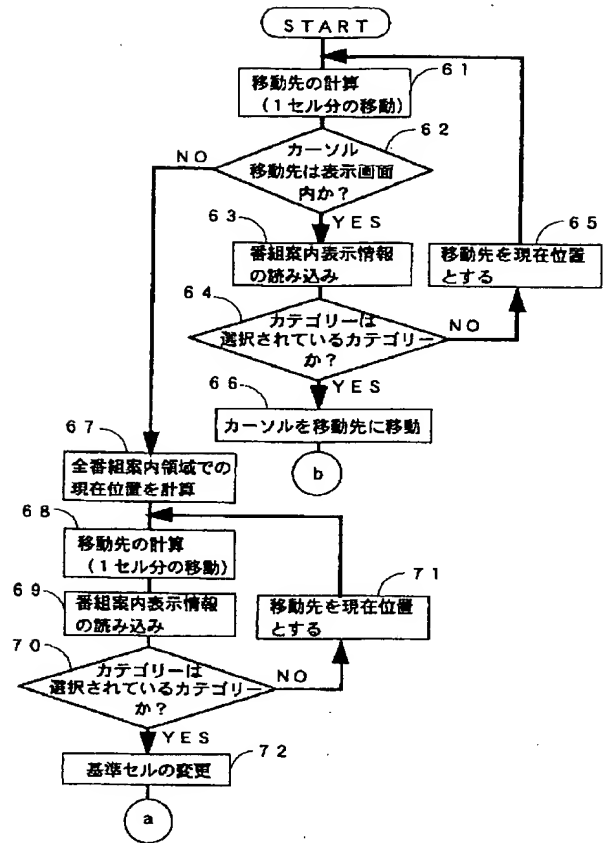 START
61
移動先の計算
(1セル分の移動)
62
NO
カーソル
移動先は表示画面
内か?
YES
63
65
番組案内表示情報
の読み込み
移動先を現在位置
とする
64
カテゴリーは
選択されているカテゴリー
か?
NO
YES
66
カーソルを移動先に移動
b
67
全番組案内領域での
現在位置を計算
68
移動先の計算
(1セル分の移動)
71
69
番組案内表示情報
の読み込み
移動先を現在位置
とする
70
カテゴリーは
選択されているカテゴリー
か?
NO
YES
72
基準セルの変更
a